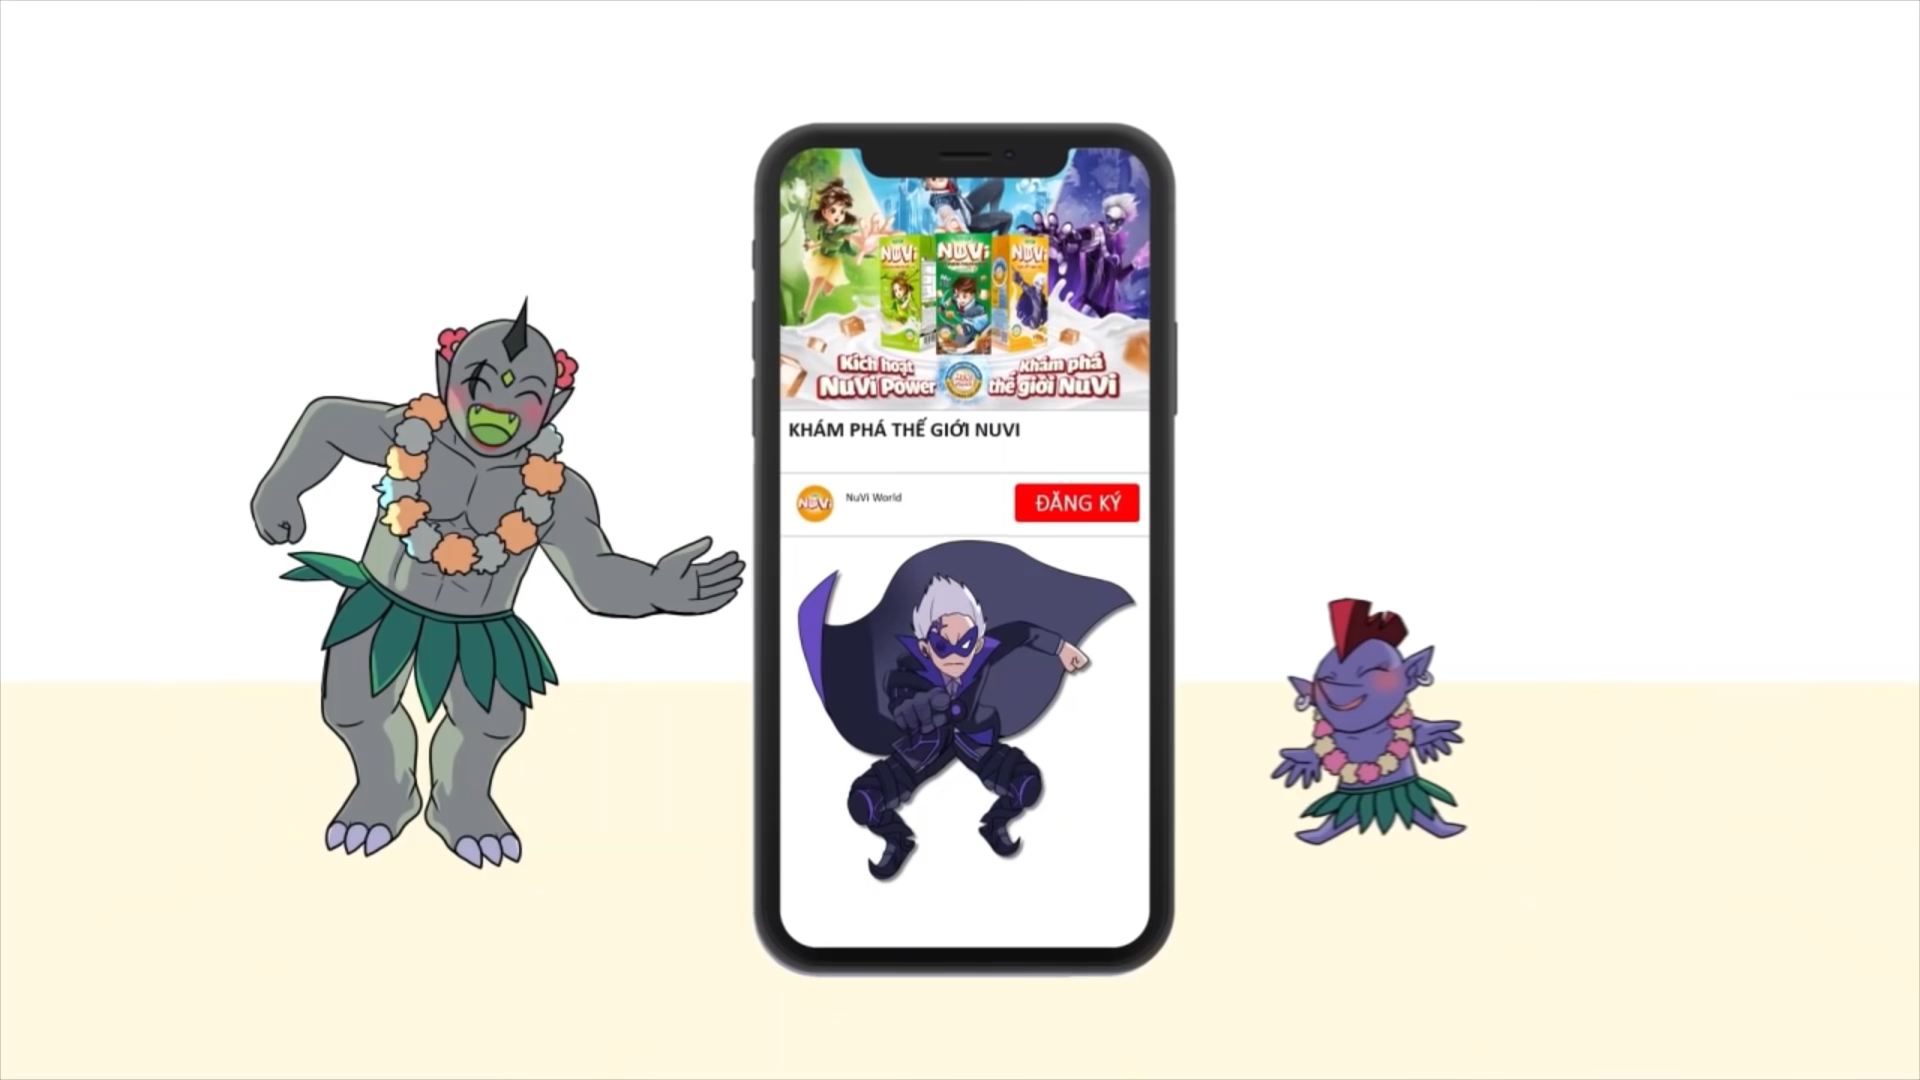 NUVi
NUVi
NUVi
Kích hoạt
NuVi Power
Khám phá
thế giới NuVi
KHÁM PHÁ THẾ GIỚI NUVI
NUVi
NuVi World
ĐĂNG KÝ